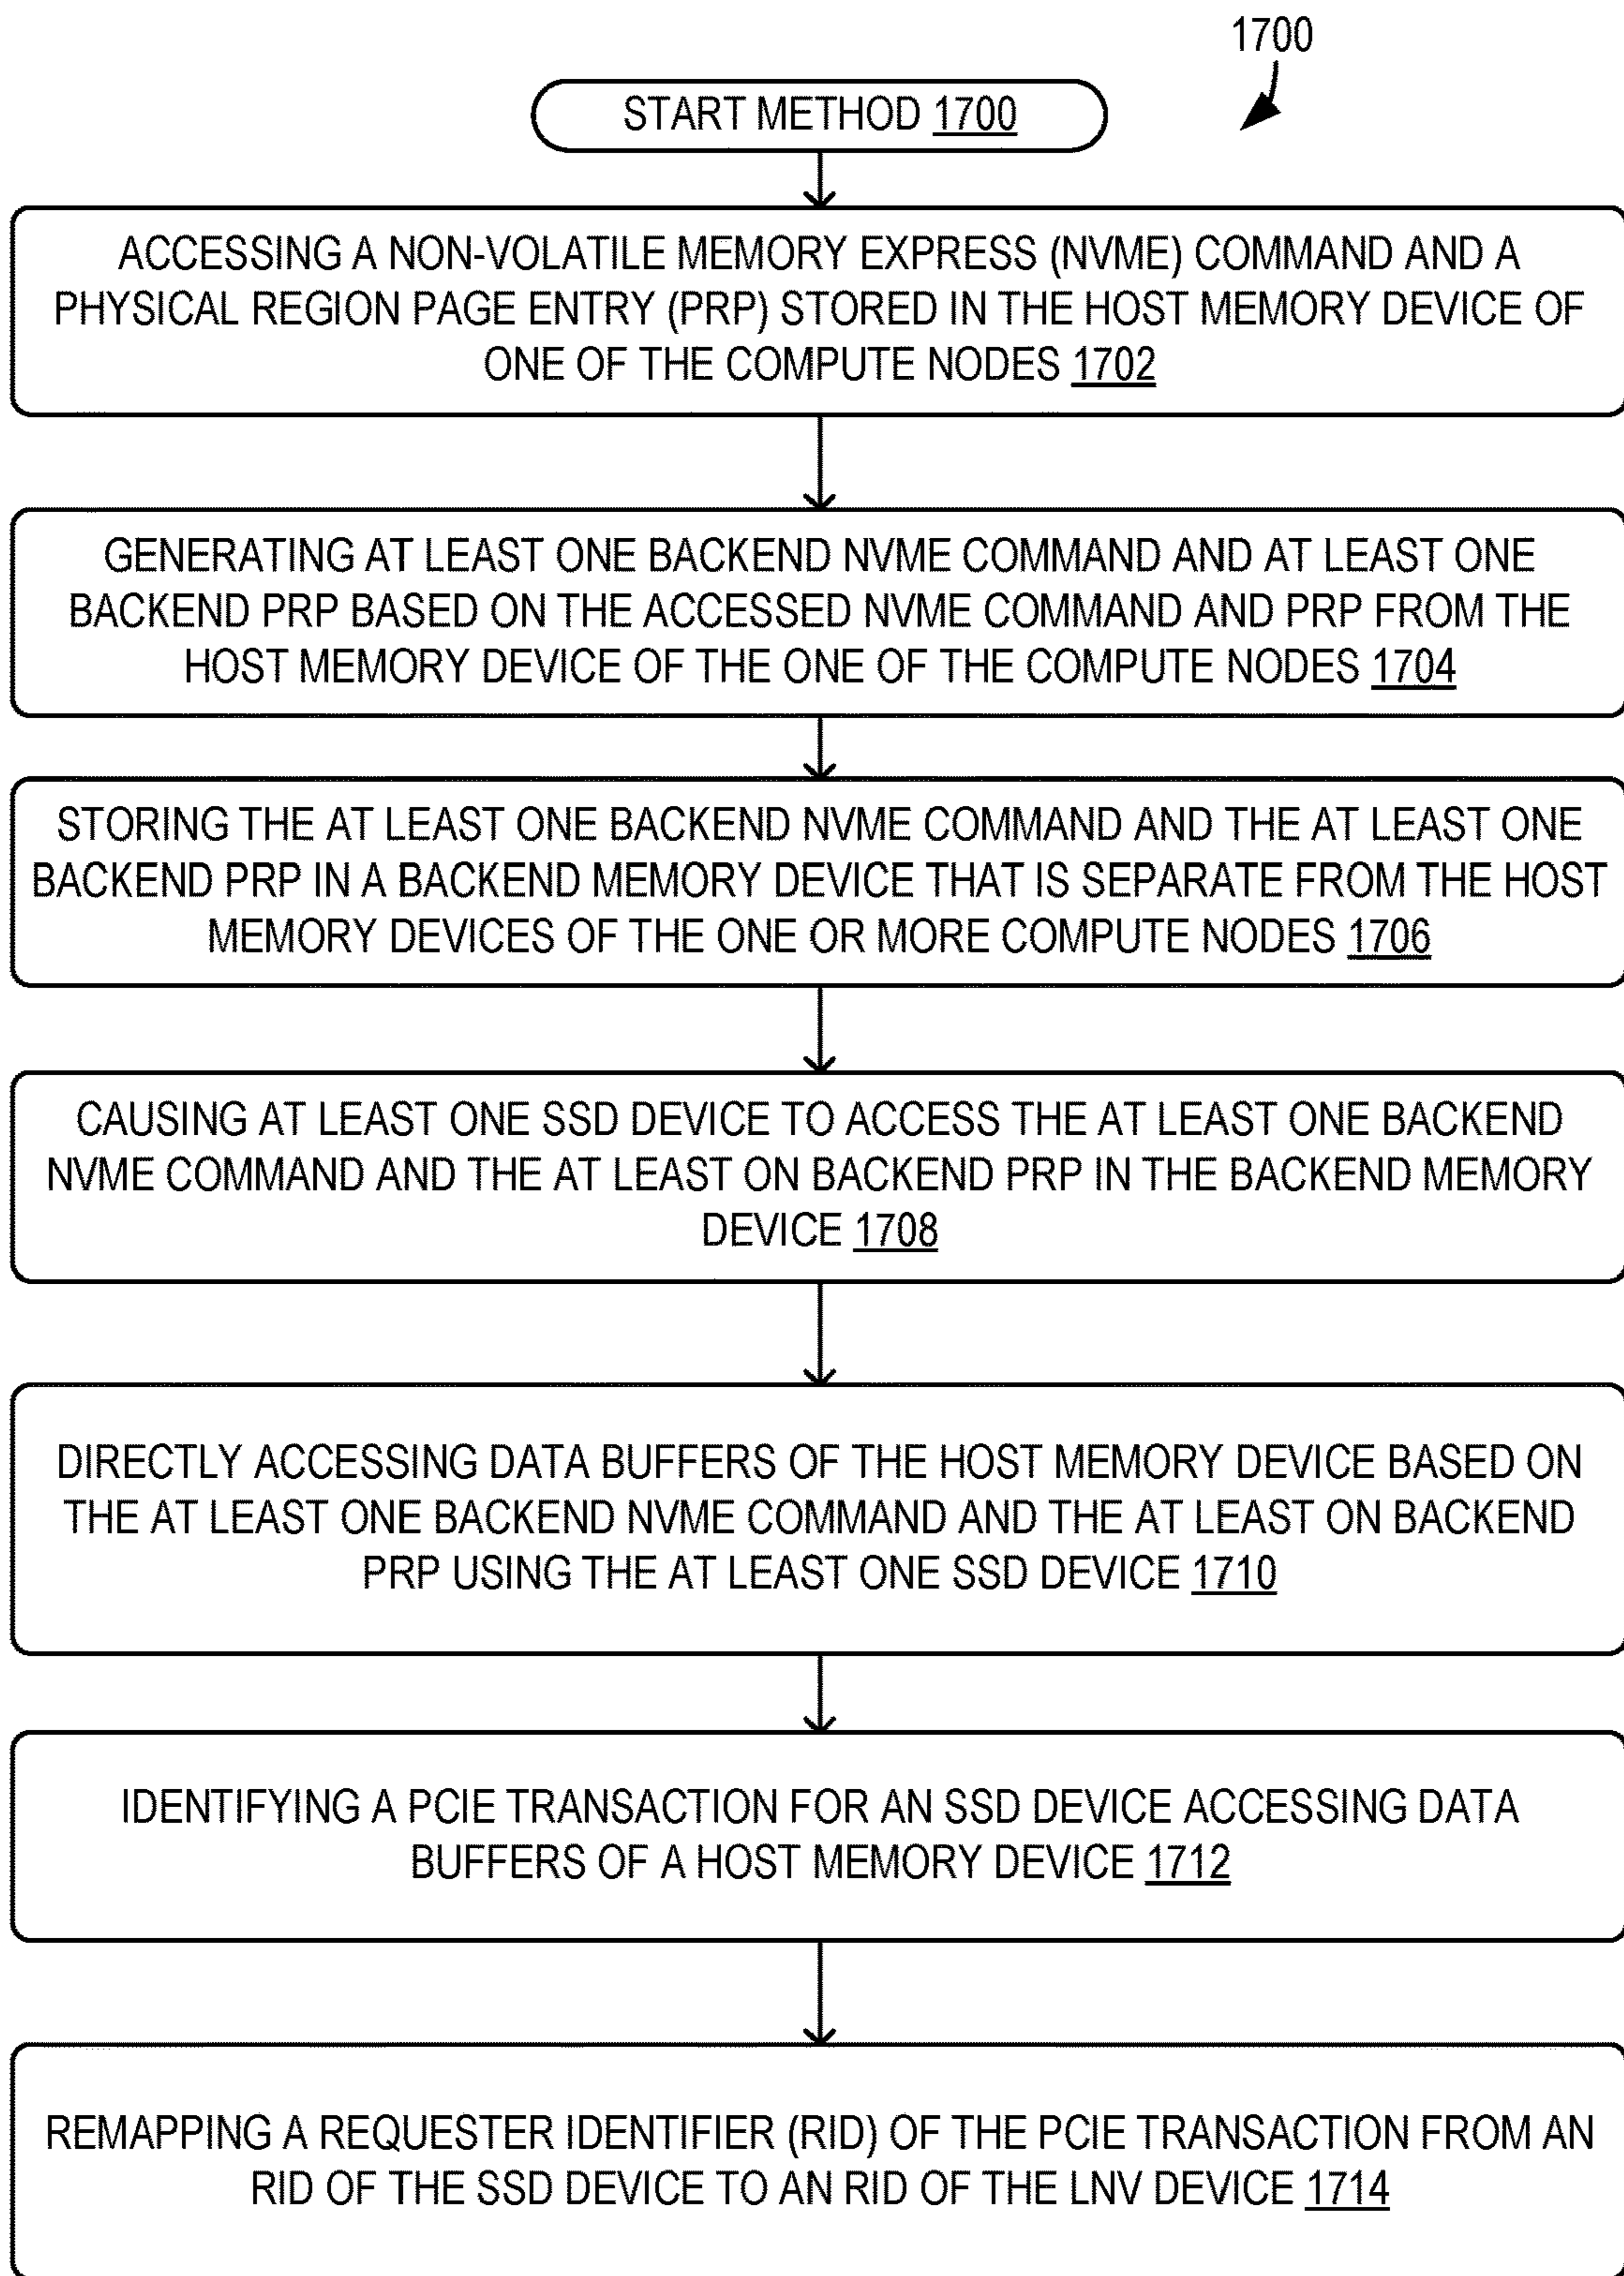 1700
START METHOD 1700
ACCESSING A NON-VOLATILE MEMORY EXPRESS (NVME) COMMAND AND A
PHYSICAL REGION PAGE ENTRY (PRP) STORED IN THE HOST MEMORY DEVICE OF
ONE OF THE COMPUTE NODES 1702
GENERATING AT LEAST ONE BACKEND NVME COMMAND AND AT LEAST ONE
BACKEND PRP BASED ON THE ACCESSED NVME COMMAND AND PRP FROM THE
HOST MEMORY DEVICE OF THE ONE OF THE COMPUTE NODES 1704
STORING THE AT LEAST ONE BACKEND NVME COMMAND AND THE AT LEAST ONE
BACKEND PRP IN A BACKEND MEMORY DEVICE THAT IS SEPARATE FROM THE HOST
MEMORY DEVICES OF THE ONE OR MORE COMPUTE NODES 1706
CAUSING AT LEAST ONE SSD DEVICE TO ACCESS THE AT LEAST ONE BACKEND
NVME COMMAND AND THE AT LEAST ON BACKEND PRP IN THE BACKEND MEMORY
DEVICE 1708
DIRECTLY ACCESSING DATA BUFFERS OF THE HOST MEMORY DEVICE BASED ON
THE AT LEAST ONE BACKEND NVME COMMAND AND THE AT LEAST ON BACKEND
PRP USING THE AT LEAST ONE SSD DEVICE 1710
IDENTIFYING A PCIE TRANSACTION FOR AN SSD DEVICE ACCESSING DATA
BUFFERS OF A HOST MEMORY DEVICE 1712
REMAPPING A REQUESTER IDENTIFIER (RID) OF THE PCIE TRANSACTION FROM AN
RID OF THE SSD DEVICE TO AN RID OF THE LNV DEVICE 1714